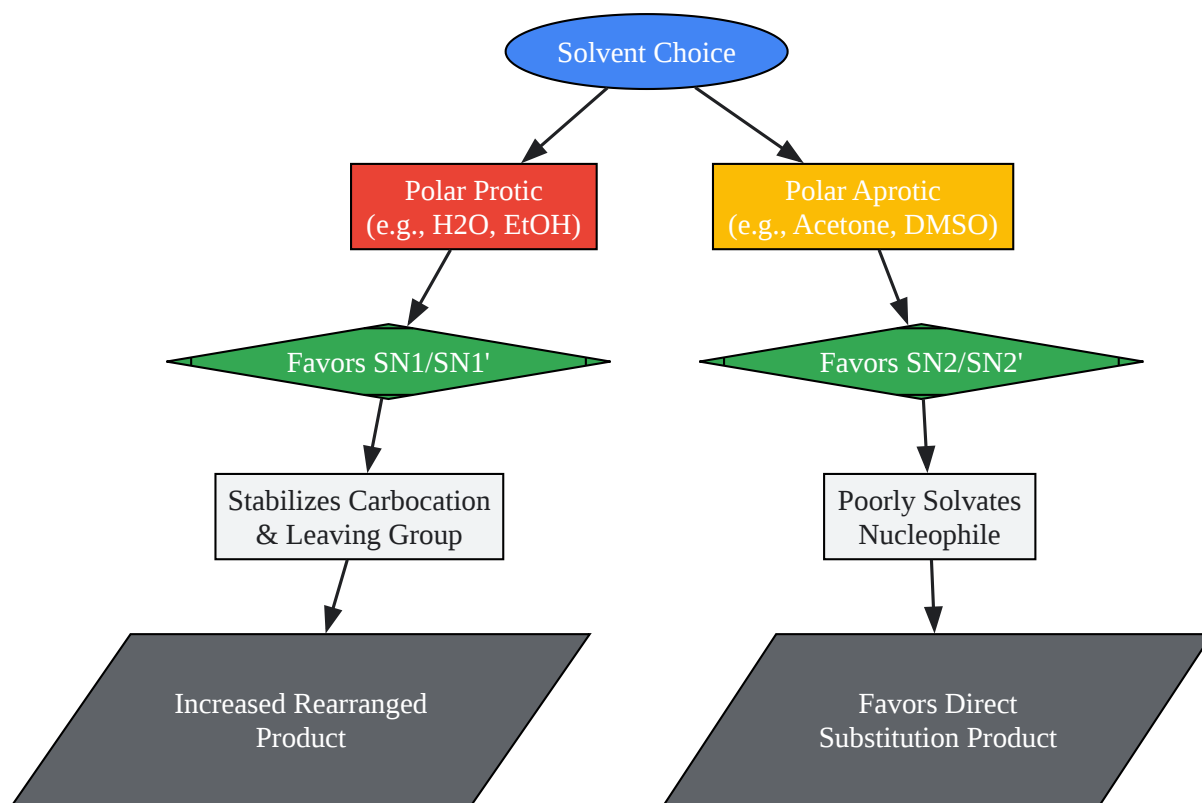 Solvent Choice
Polar Protic
(e.g., H2O, EtOH)
Polar Aprotic
(e.g., Acetone, DMSO)
Favors SN1/SN1'
Favors SN2/SN2'
Stabilizes Carbocation
& Leaving Group
Poorly Solvates
Nucleophile
Increased Rearranged
Product
Favors Direct
Substitution Product